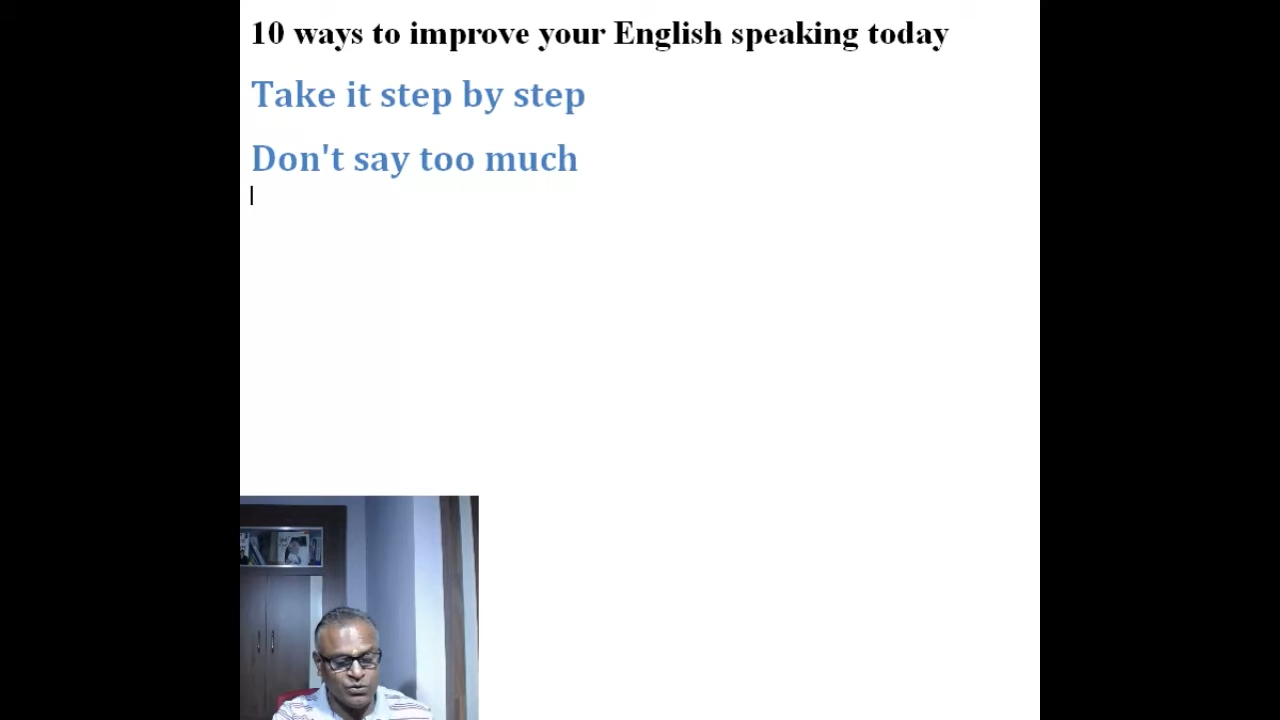 10 ways to improve your English speaking today
Take it step by step
Don't say too much